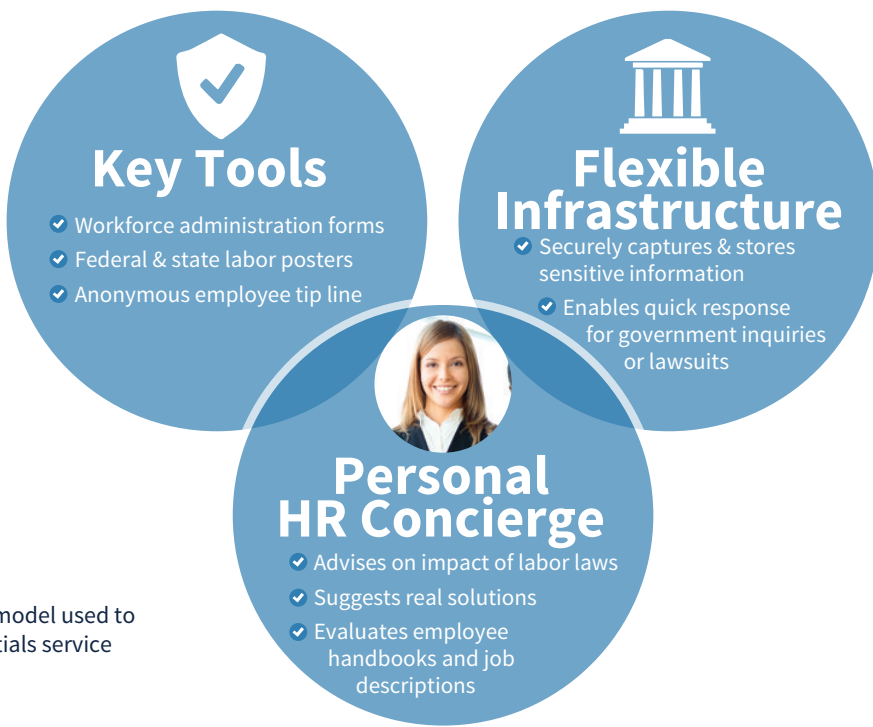 Key Tools
Workforce administration forms
Federal & state labor posters
Anonymous employee tip line
Flexible
Infrastructure
Securely captures & stores
sensitive information
Enables quick response
for government inquiries
or lawsuits
Personal
HR Concierge
Advises on impact of labor laws
Suggests real solutions
Evaluates employee
handbooks and job
descriptions
model used to
tials service